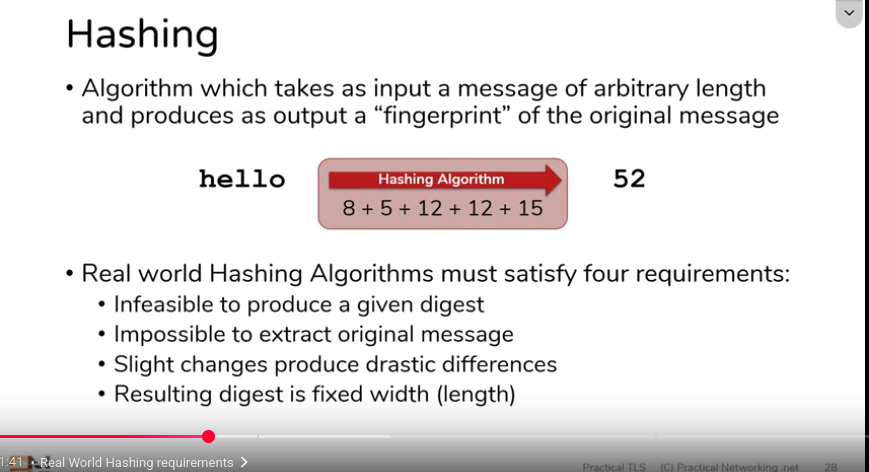 Hashing
• Algorithm which takes as input a message of arbitrary length
and produces as output a “fingerprint” of the original message
hello
Hashing Algorithm
8 + 5 + 12 + 12 + 15
52
• Real world Hashing Algorithms must satisfy four requirements:
• Infeasible to produce a given digest
• Impossible to extract original message
• Slight changes produce drastic differences
• Resulting digest is fixed width (length)
1:41 • Real World Hashing requirements
Practical TLS (C) Practical Networking .net 28